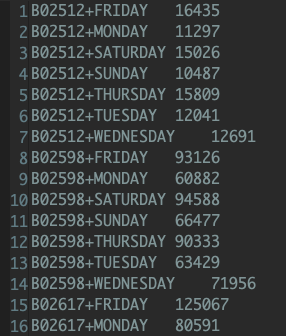 1 B02512+FRIDAY 16435
2 B02512+MONDAY 11297
3 B02512+SATURDAY 15026
4 B02512+SUNDAY 10487
5 B02512+THURSDAY 15809
6 B02512+TUESDAY 12041
7 B02512+WEDNESDAY 12691
8 B02598+FRIDAY 93126
9 B02598+MONDAY 60882
10 B02598+SATURDAY 94588
11 B02598+SUNDAY 66477
12 B02598+THURSDAY 90333
13 B02598+TUESDAY 63429
14 B02598+WEDNESDAY 71956
15 B02617+FRIDAY 125067
16 B02617+MONDAY 80591